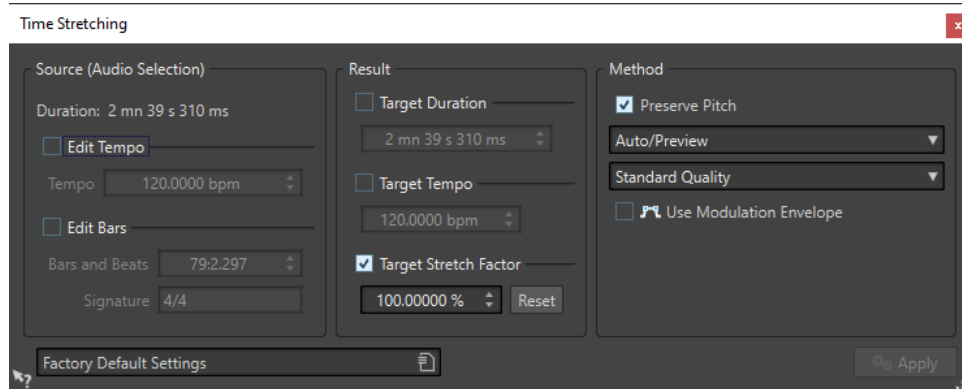 Time Stretching
x
Source (Audio Selection)
Duration: 2 mn 39 s 310 ms
Edit Tempo
Tempo 120.0000 bpm
Edit Bars
Bars and Beats 79:2.297
Signature 4/4
Result
Target Duration
2 mn 39 s 310 ms
Target Tempo
120.0000 bpm
Target Stretch Factor
100.00000 % Reset
Method
Preserve Pitch
Auto/Preview
Standard Quality
Use Modulation Envelope
Factory Default Settings
?
Apply